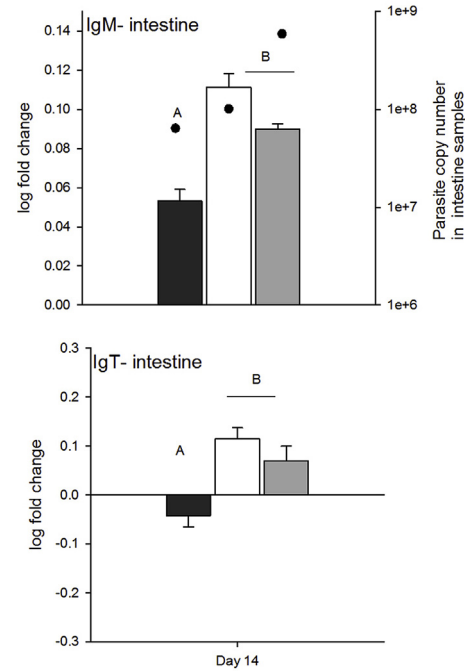 IgM- intestine
0.14
0.12
0.10
0.08
0.06
0.04
0.02
0.00
log fold change
A
B
1e+9
1e+8
1e+7
1e+6
Parasite copy number
in intestine samples
IgT- intestine
0.3
0.2
0.1
0.0
-0.1
-0.2
-0.3
log fold change
A
B
Day 14